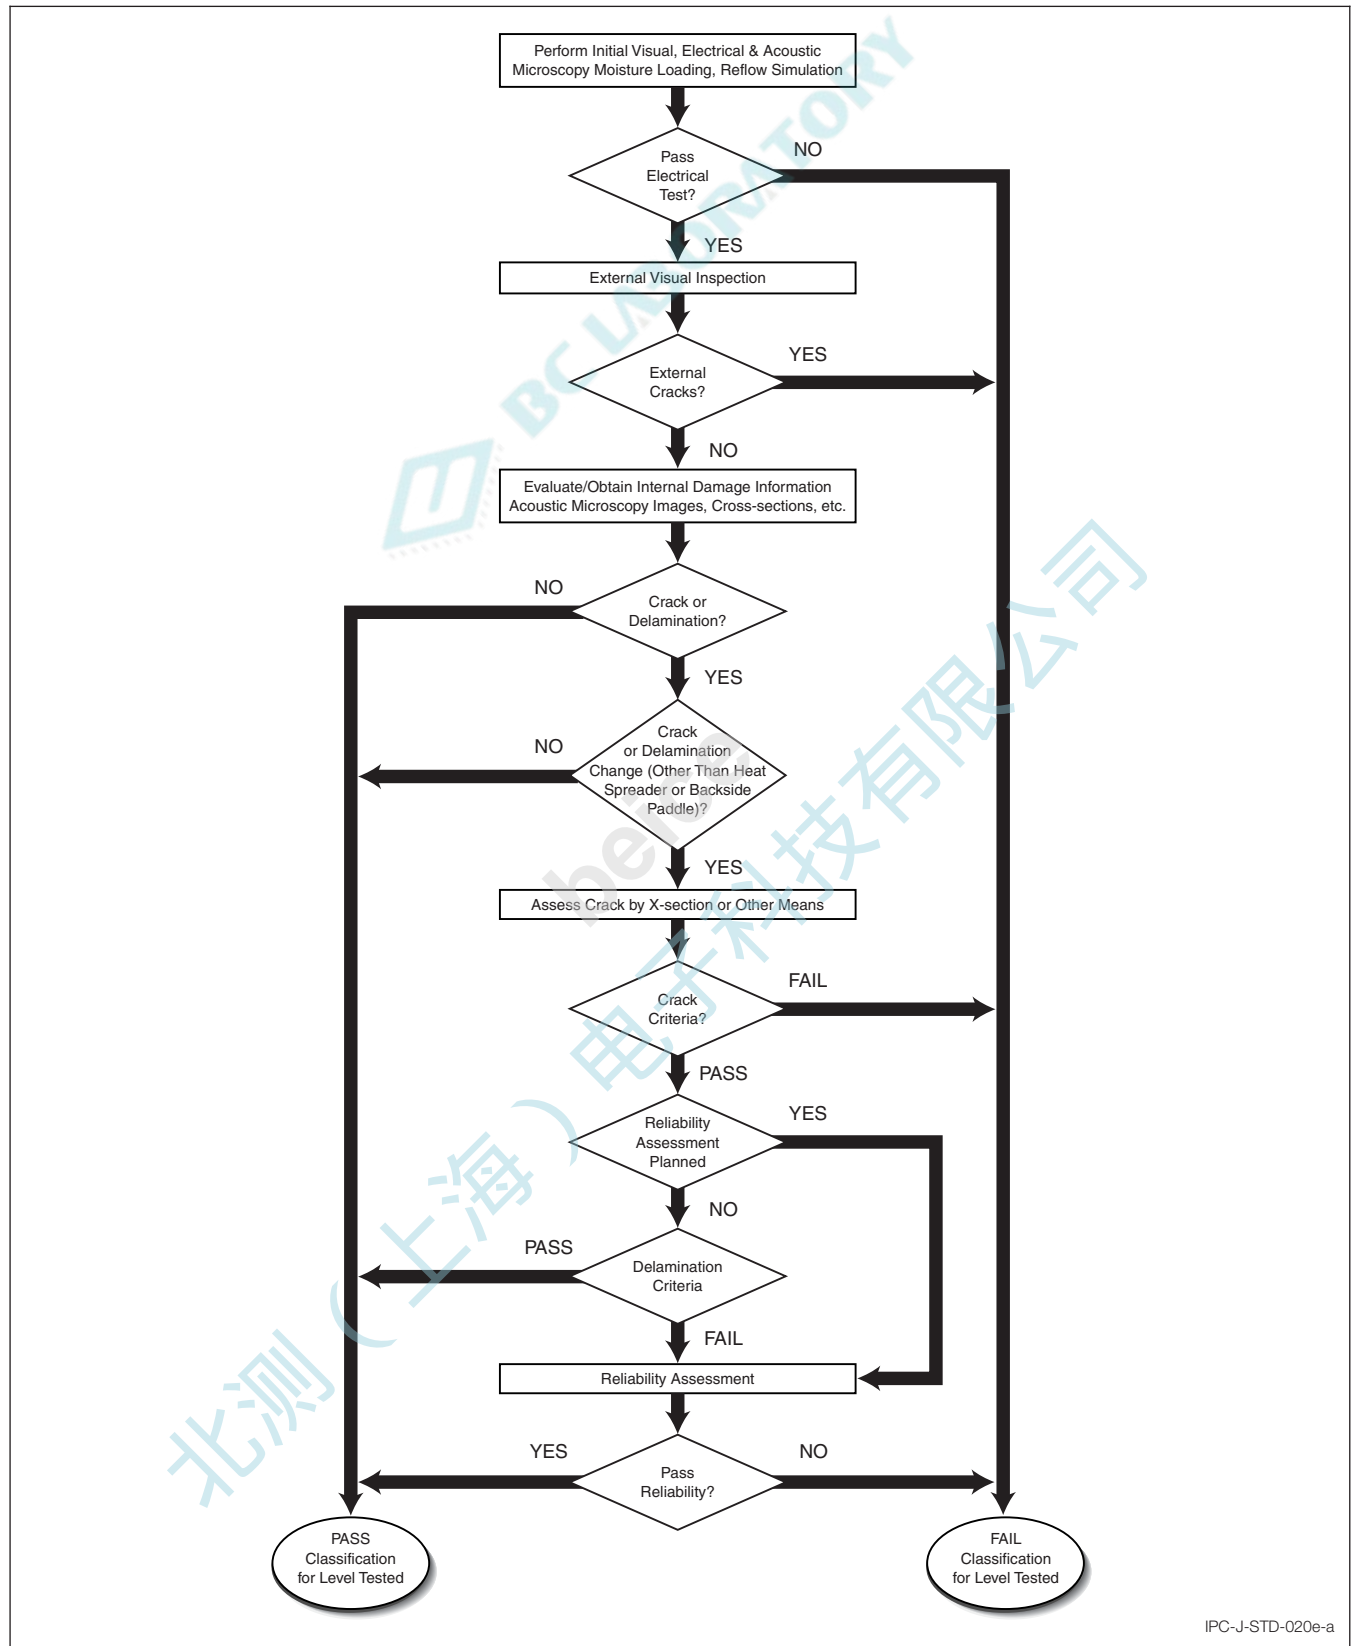 Perform Initial Visual, Electrical & Acoustic
Microscopy Moisture Loading, Reflow Simulation
Pass
Electrical
Test?
NO
YES
External Visual Inspection
External
Cracks?
YES
NO
Evaluate/Obtain Internal Damage Information
Acoustic Microscopy Images, Cross-sections, etc.
NO
Crack or
Delamination?
YES
NO
Crack
or Delamination
Change (Other Than Heat
Spreader or Backside
Paddle)?
YES
Assess Crack by X-section or Other Means
Crack
Criteria?
FAIL
PASS
Reliability
Assessment
Planned
YES
NO
PASS
Delamination
Criteria
FAIL
Reliability Assessment
YES
Pass
Reliability?
NO
PASS
Classification
for Level Tested
FAIL
Classification
for Level Tested
IPC-J-STD-020e-a
BC LABORATORY
beice
北测（上海）电子科技有限公司